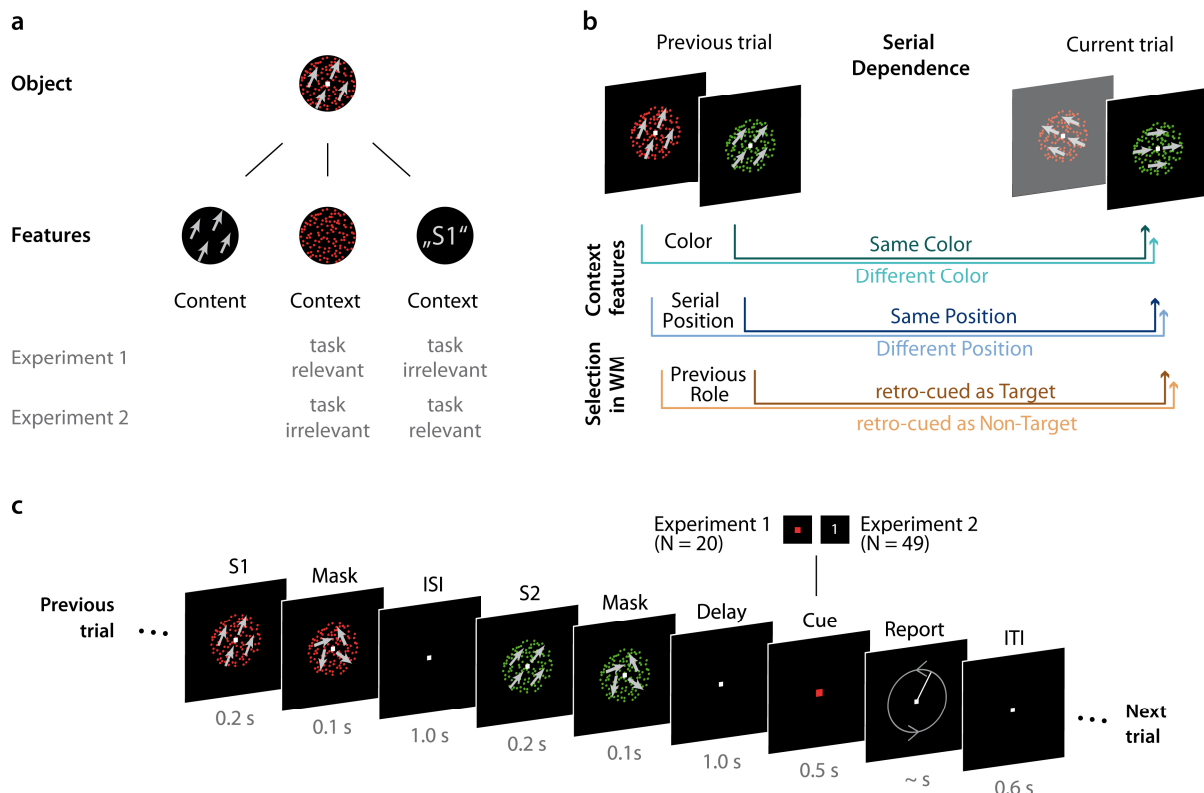 a
Object
Features
„S1“
Content
Context
Context
Experiment 1
task
relevant
task
irrelevant
Experiment 2
task
irrelevant
task
relevant
b
Previous trial
Serial
Dependence
Current trial
Context
features
Color
Same Color
Different Color
Serial
Position
Same Position
Different Position
Selection
in WM
Previous
Role
retro-cued as Target
retro-cued as Non-Target
c
Experiment 1
(N = 20)
1
Experiment 2
(N = 49)
Previous
trial
S1
Mask
ISI
S2
Mask
Delay
Cue
Report
ITI
0.2 s
0.1 s
1.0 s
0.2 s
0.1s
1.0 s
0.5 s
~ s
0.6 s
Next
trial